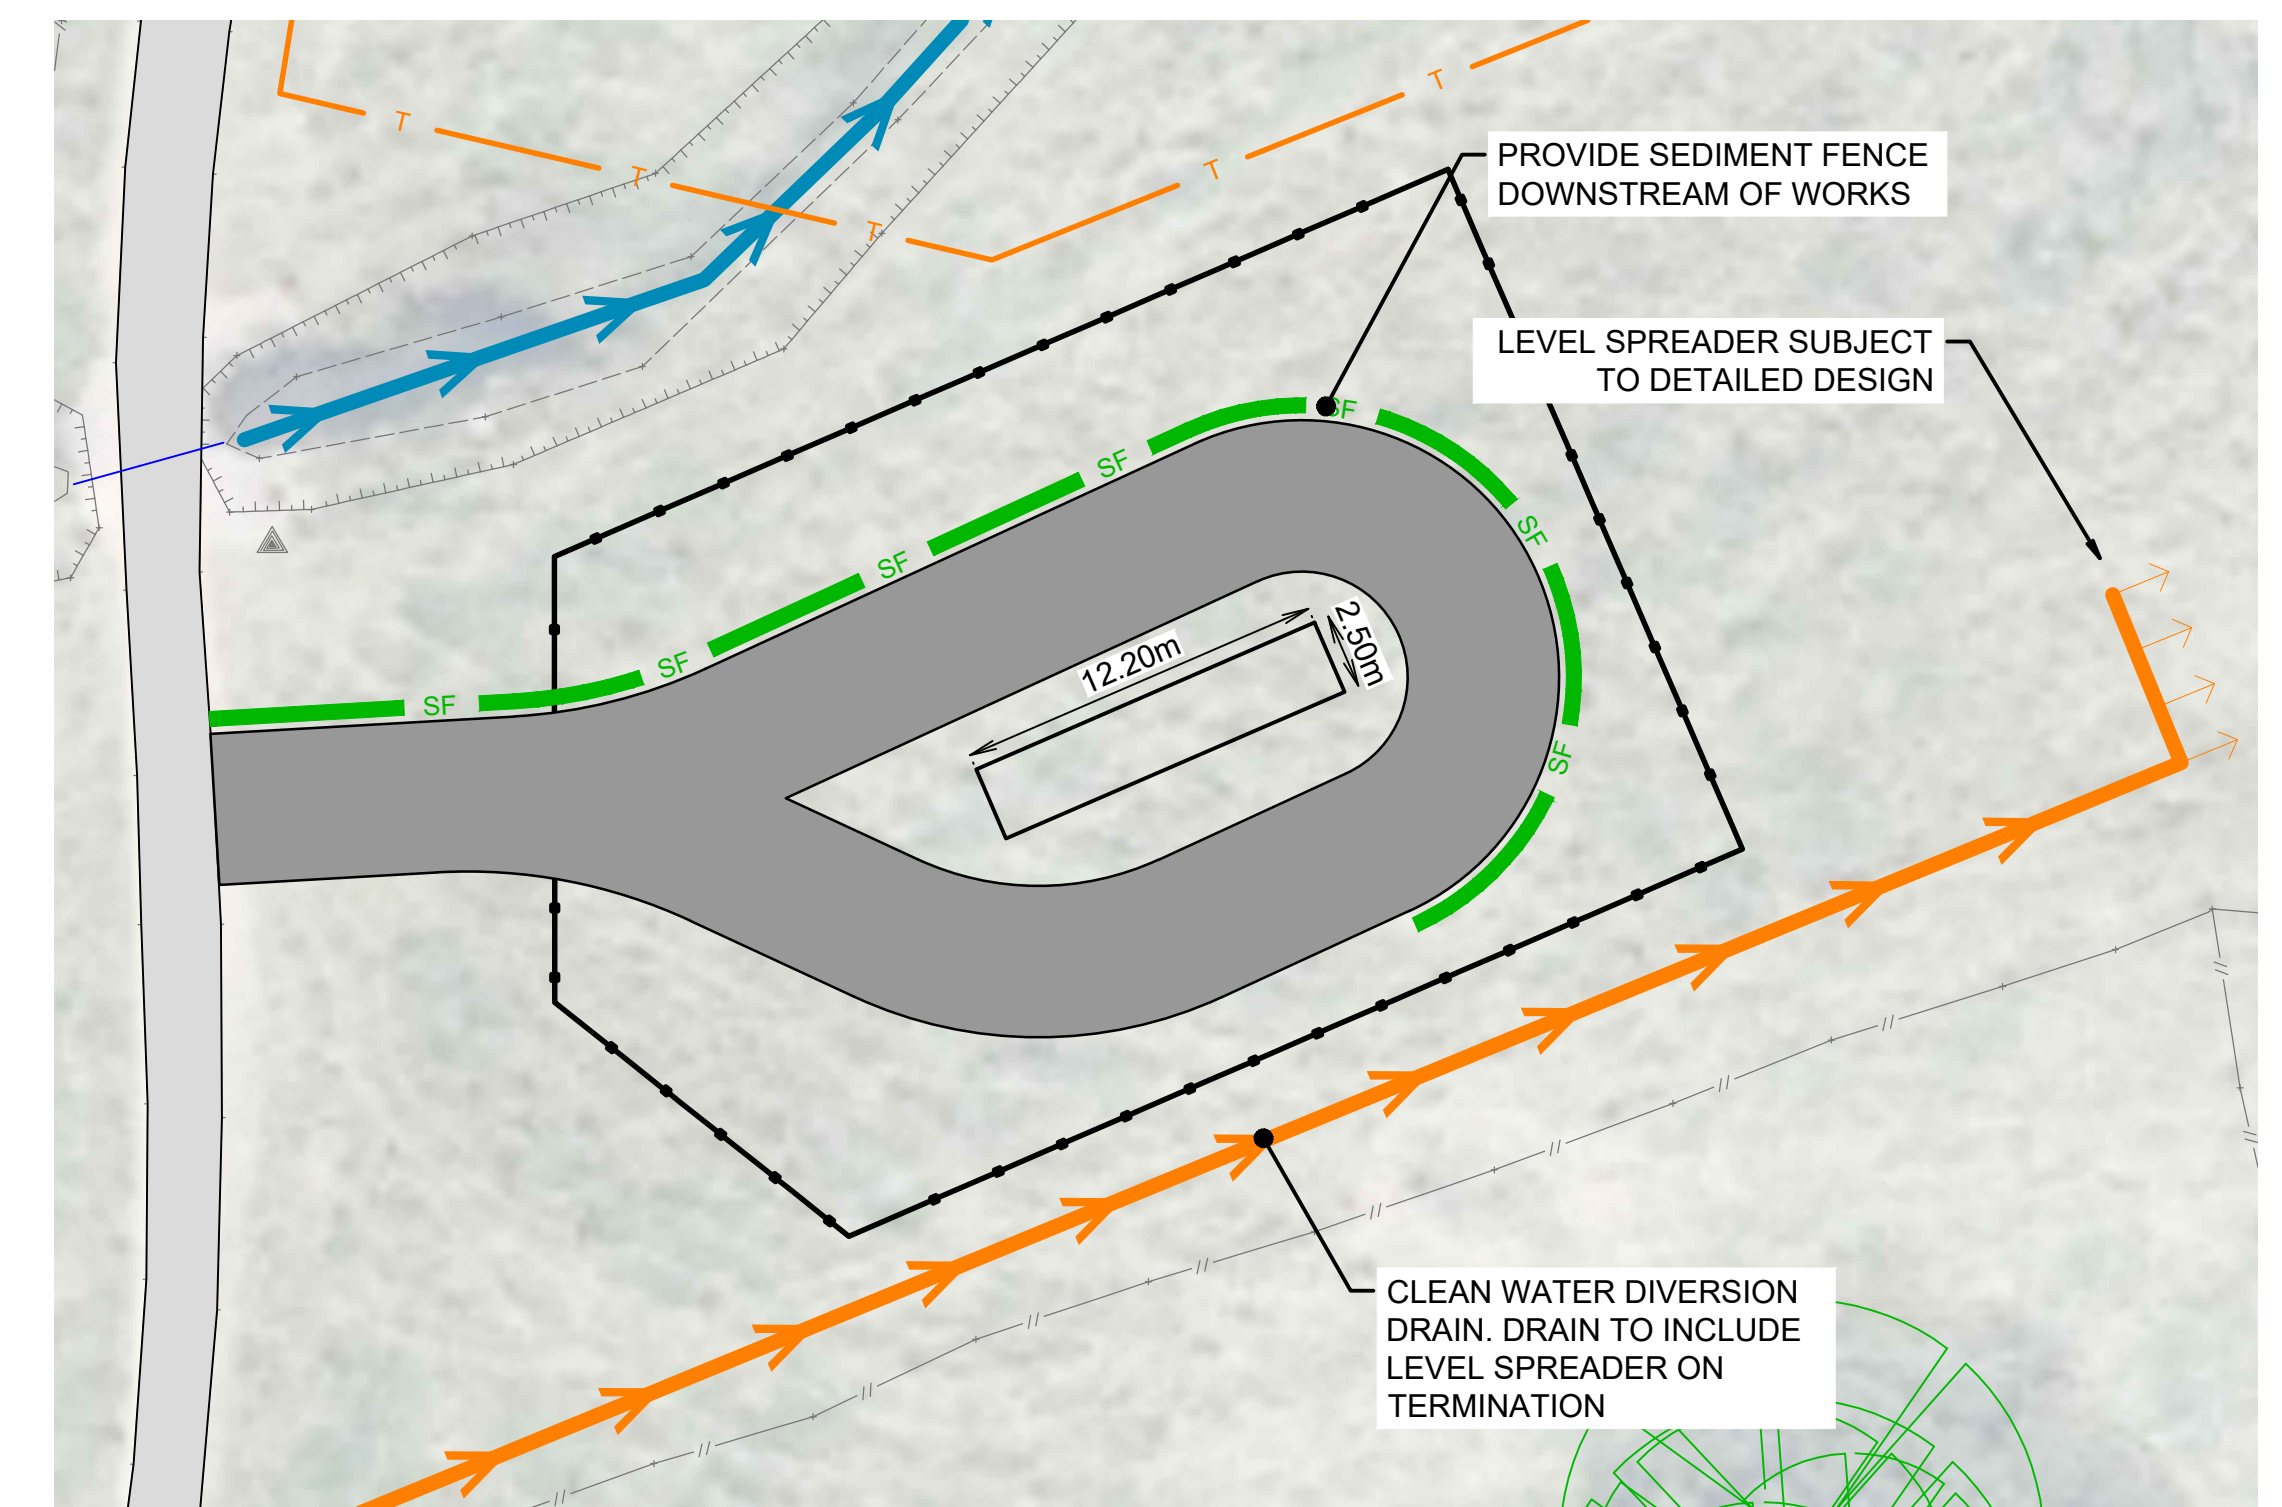 T
T
T
T
T
PROVIDE SEDIMENT FENCE
DOWNSTREAM OF WORKS
LEVEL SPREADER SUBJECT
TO DETAILED DESIGN
SF
SF
SF
SF
SF
SF
SF
12.20m
2.50m
CLEAN WATER DIVERSION
DRAIN. DRAIN TO INCLUDE
LEVEL SPREADER ON
TERMINATION